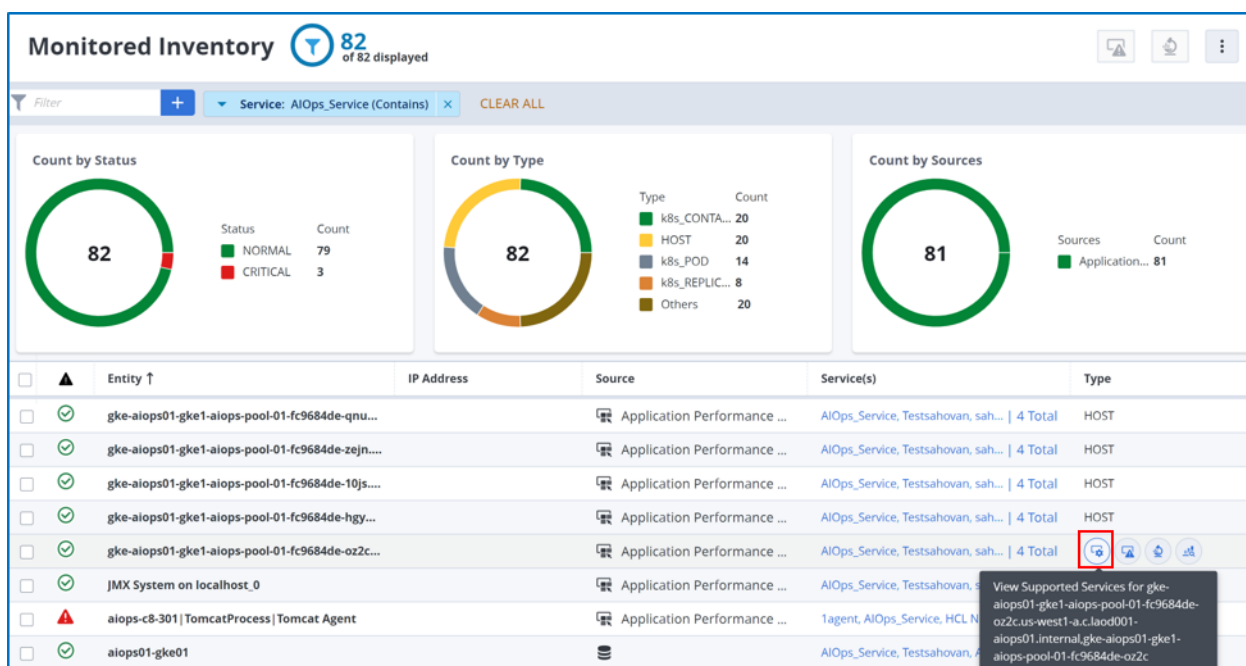 Monitored Inventory 82
of 82 displayed
Filter + Service: AIOps_Service (Contains) × CLEAR ALL
Count by Status
82
Status Count
NORMAL 79
CRITICAL 3
Count by Type
82
Type Count
k8s_CONTA... 20
HOST 20
k8s_POD 14
k8s_REPLIC... 8
Others 20
Count by Sources
81
Sources Count
Application... 81
Entity ↑ IP Address Source Service(s) Type
gke-aiops01-gke1-aiops-pool-01-fc9684de-qnu... Application Performance ... AIOps_Service, Testsahovan, sah... | 4 Total HOST
gke-aiops01-gke1-aiops-pool-01-fc9684de-zejn.... Application Performance ... AIOps_Service, Testsahovan, sah... | 4 Total HOST
gke-aiops01-gke1-aiops-pool-01-fc9684de-10js.... Application Performance ... AIOps_Service, Testsahovan, sah... | 4 Total HOST
gke-aiops01-gke1-aiops-pool-01-fc9684de-hgy... Application Performance ... AIOps_Service, Testsahovan, sah... | 4 Total HOST
gke-aiops01-gke1-aiops-pool-01-fc9684de-oz2c... Application Performance ... AIOps_Service, Testsahovan, sah... | 4 Total
JMX System on localhost_0 Application Performance ... AIOps_Service, Testsahovan,
aiops-c8-301|TomcatProcess|Tomcat Agent Application Performance ... 1agent, AIOps_Service, HCL
aiops01-gke01 AIOps_Service, Testsahovan,
View Supported Services for gke-
aiops01-gke1-aiops-pool-01-fc9684de-
oz2c.us-west1-a.c.laod001-
aiops01.internal,gke-aiops01-gke1-
aiops-pool-01-fc9684de-oz2c